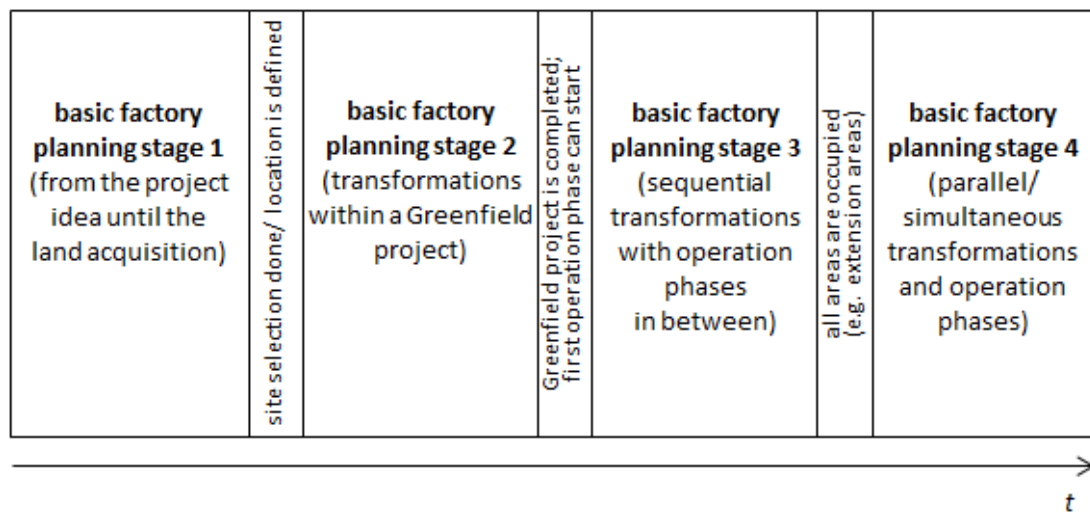 basic factory
planning stage 1
(from the project
idea until the
land acquisition)
site selection done/ location is defined
basic factory
planning stage 2
(transformations
within a Greenfield
project)
Greenfield project is completed;
first operation phase can start
basic factory
planning stage 3
(sequential
transformations
with operation
phases
in between)
all areas are occupied
(e.g. extension areas)
basic factory
planning stage 4
(parallel/
simultaneous
transformations
and operation
phases)
t